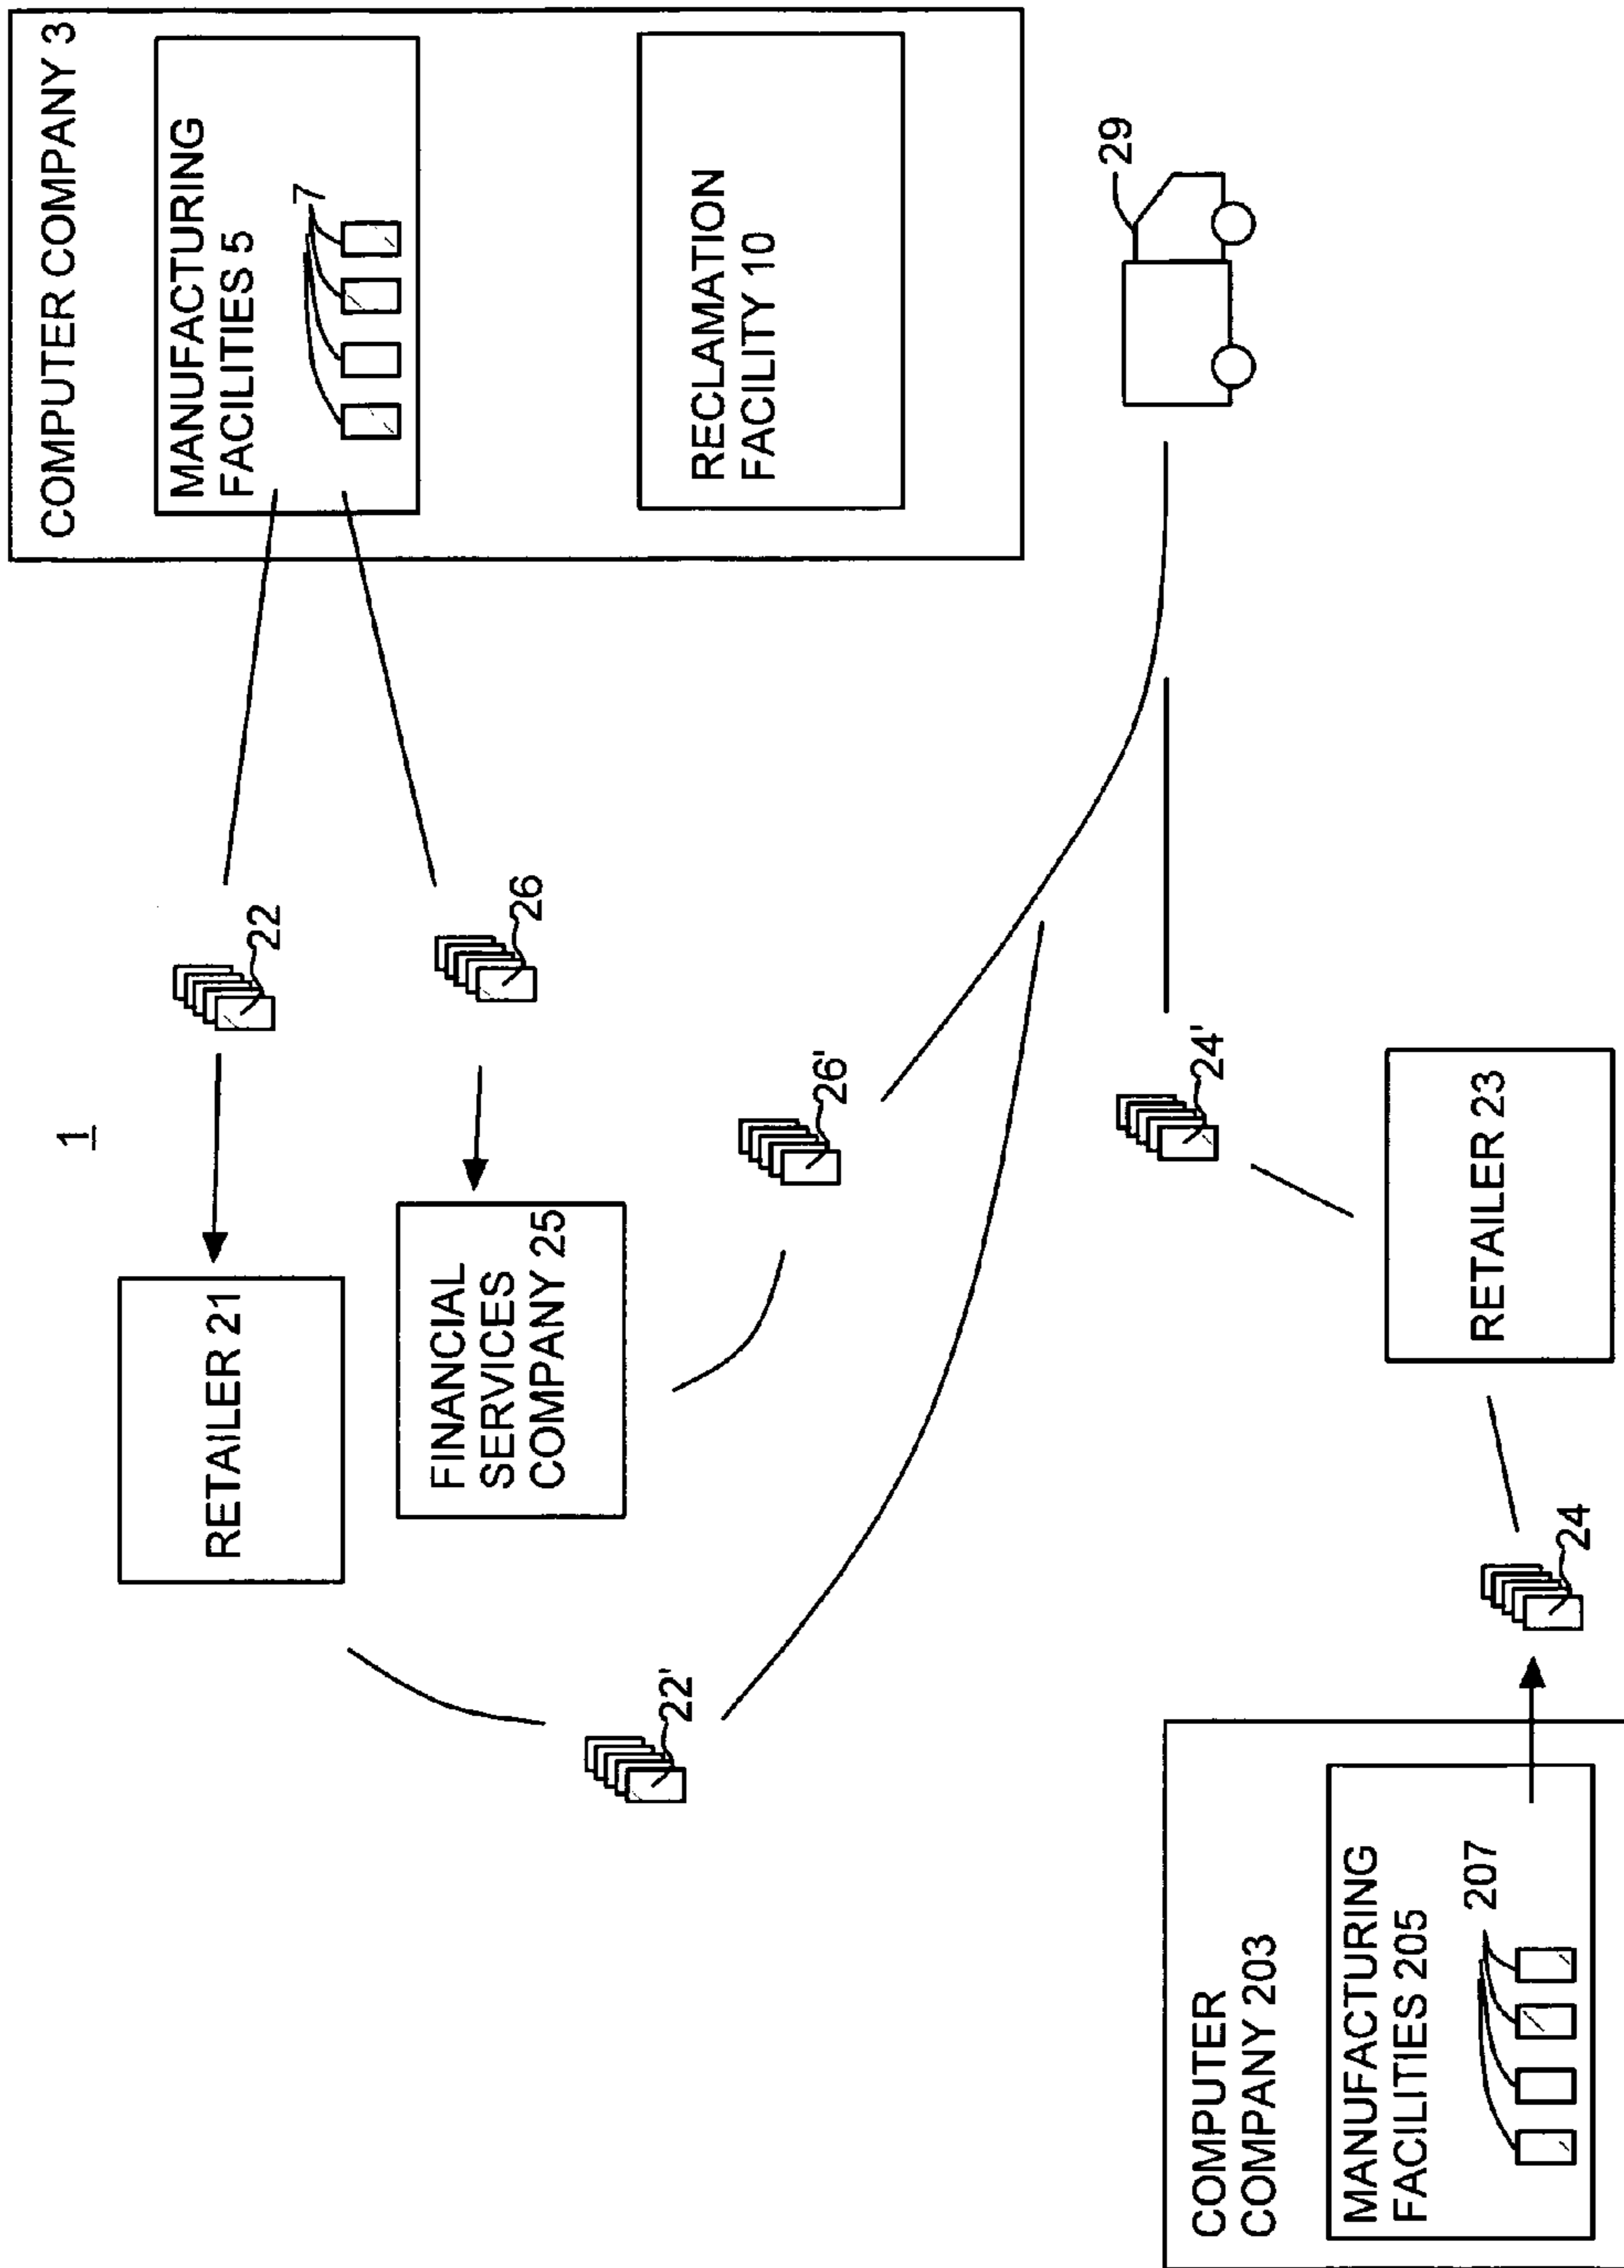 1
COMPUTER COMPANY 3
MANUFACTURING
FACILITIES 5
7
RECLAMATION
FACILITY 10
22
26
RETAILER 21
FINANCIAL
SERVICES
COMPANY 25
26'
22'
29
24'
RETAILER 23
24
COMPUTER
COMPANY 203
MANUFACTURING
FACILITIES 205
207